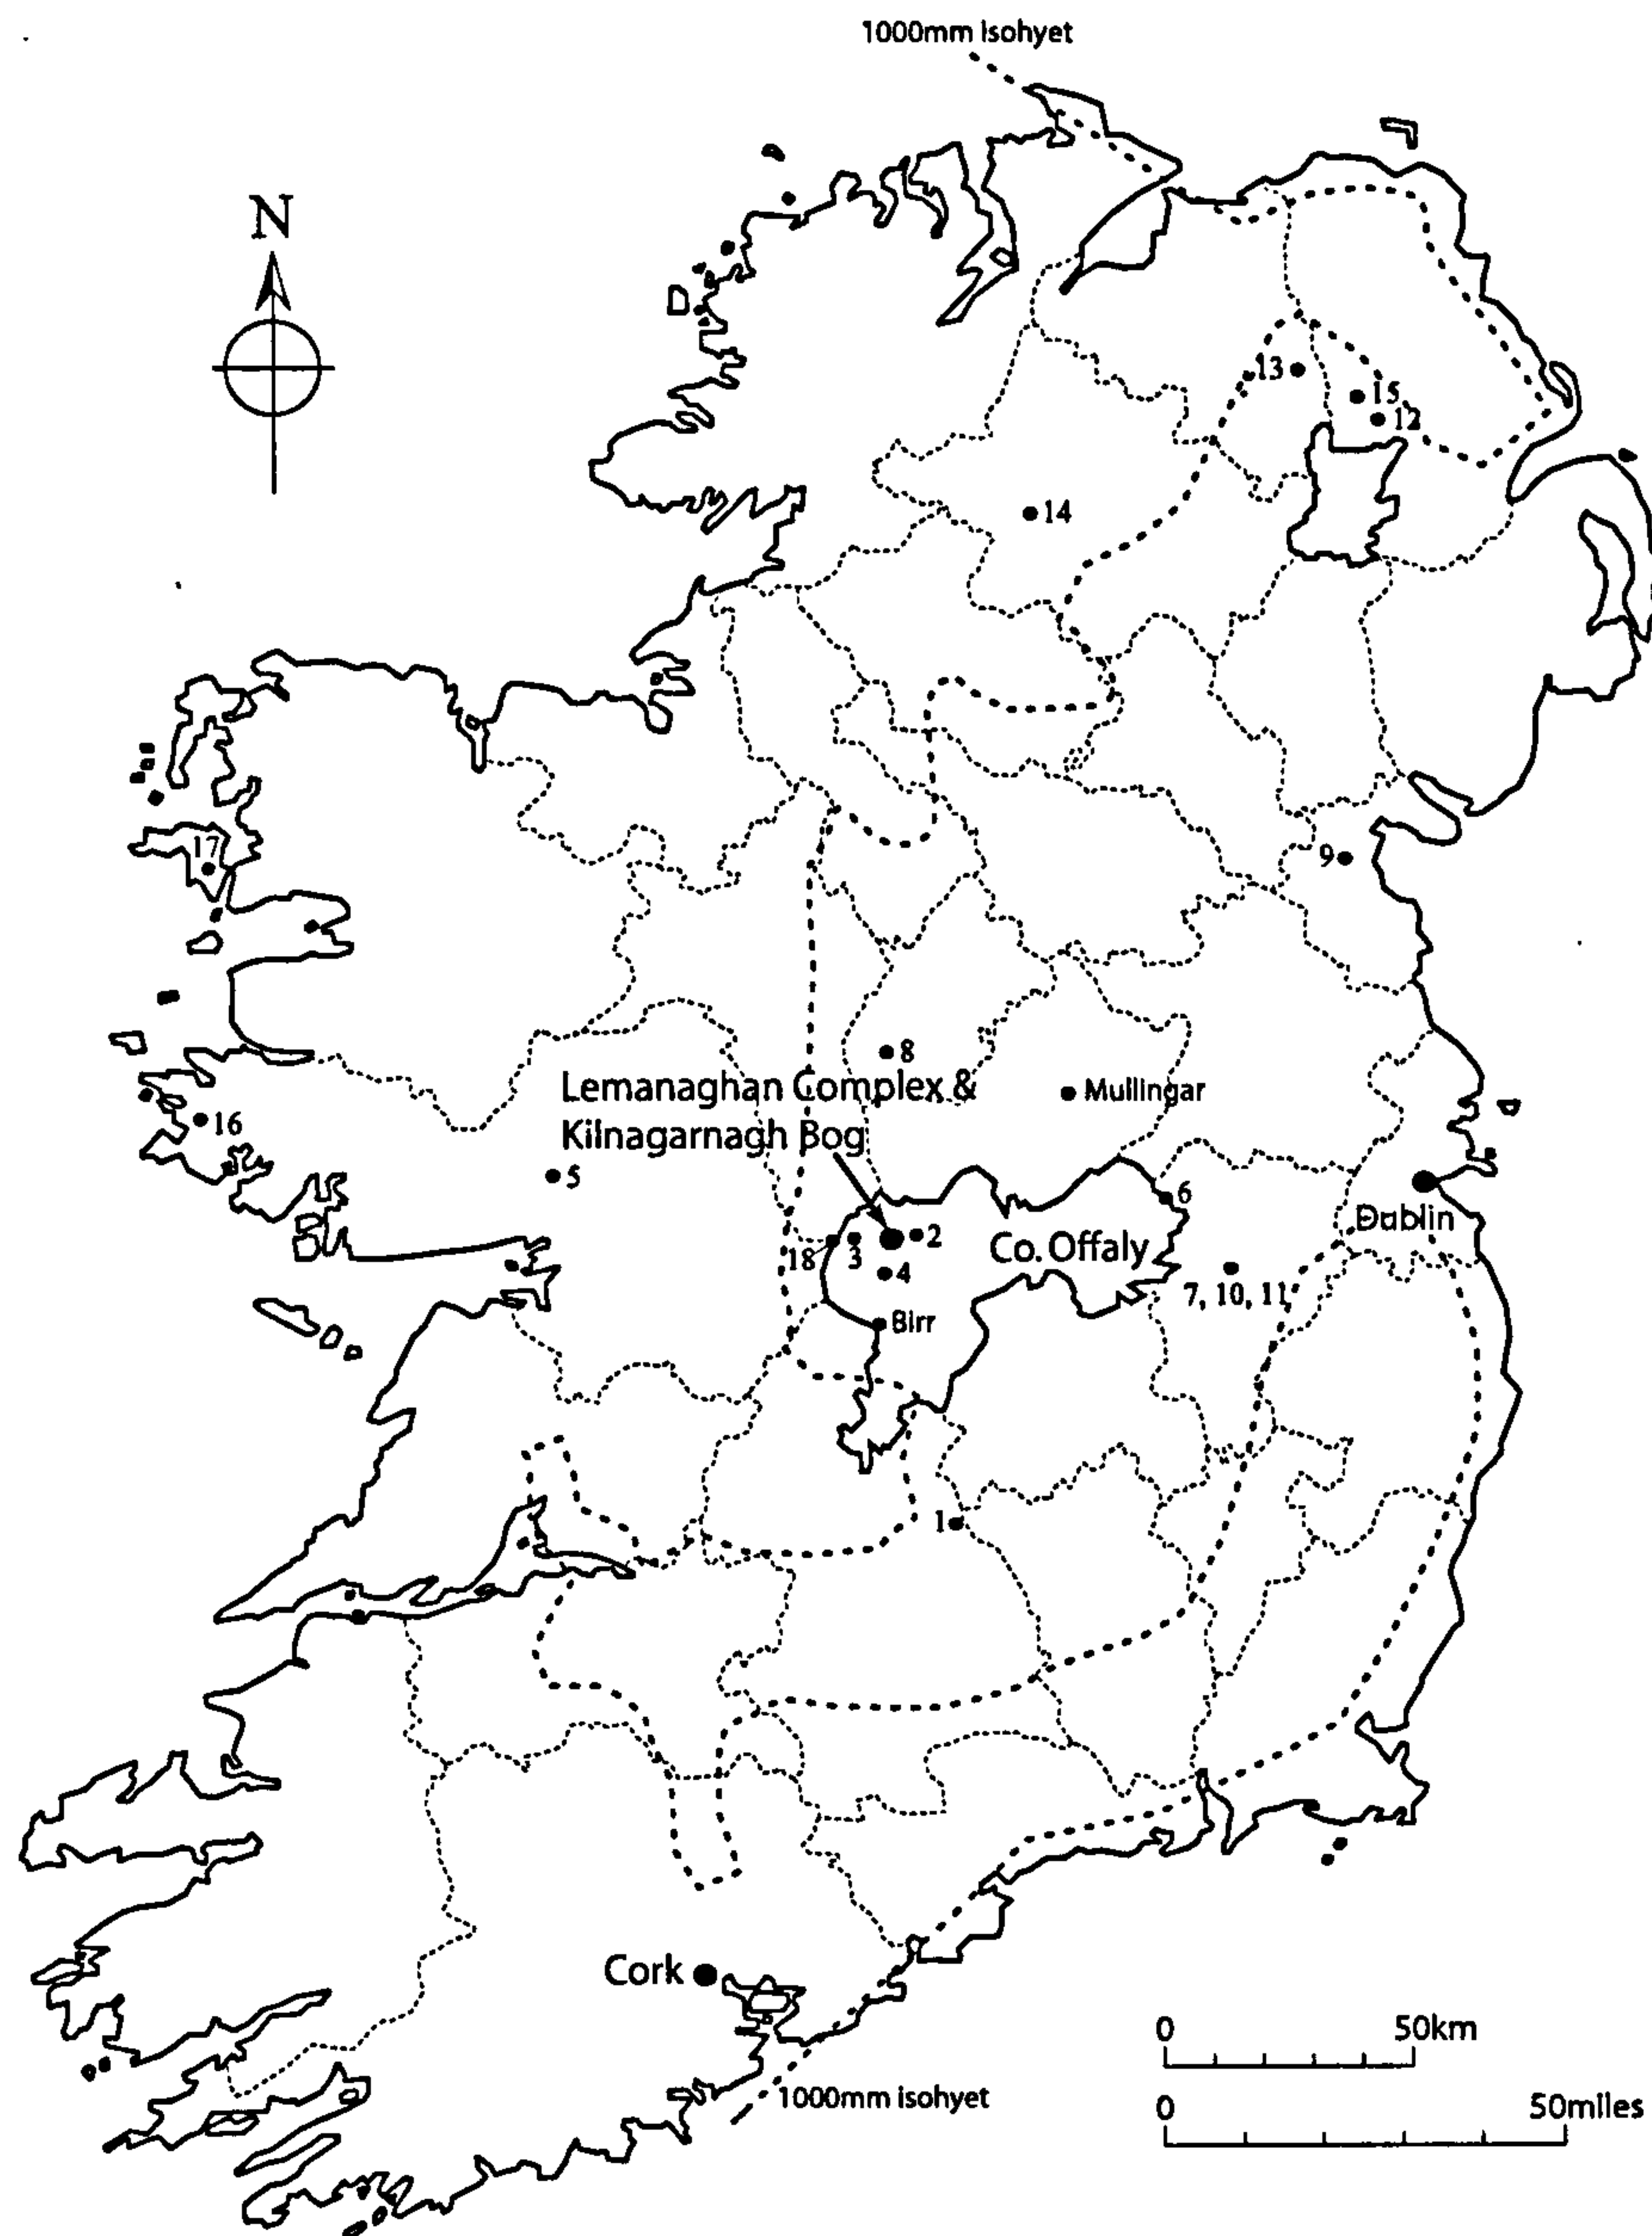 1000mm Isohyet
N
13
15
12
14
17
9
8
Lemanaghan Complex &
Kilnagarnagh Bog
Mullingar
16
5
6
Dublin
2
18
3
Co. Offaly
4
7, 10, 11
Birr
1
Cork
0 50km
1000mm isohyet
0 50miles